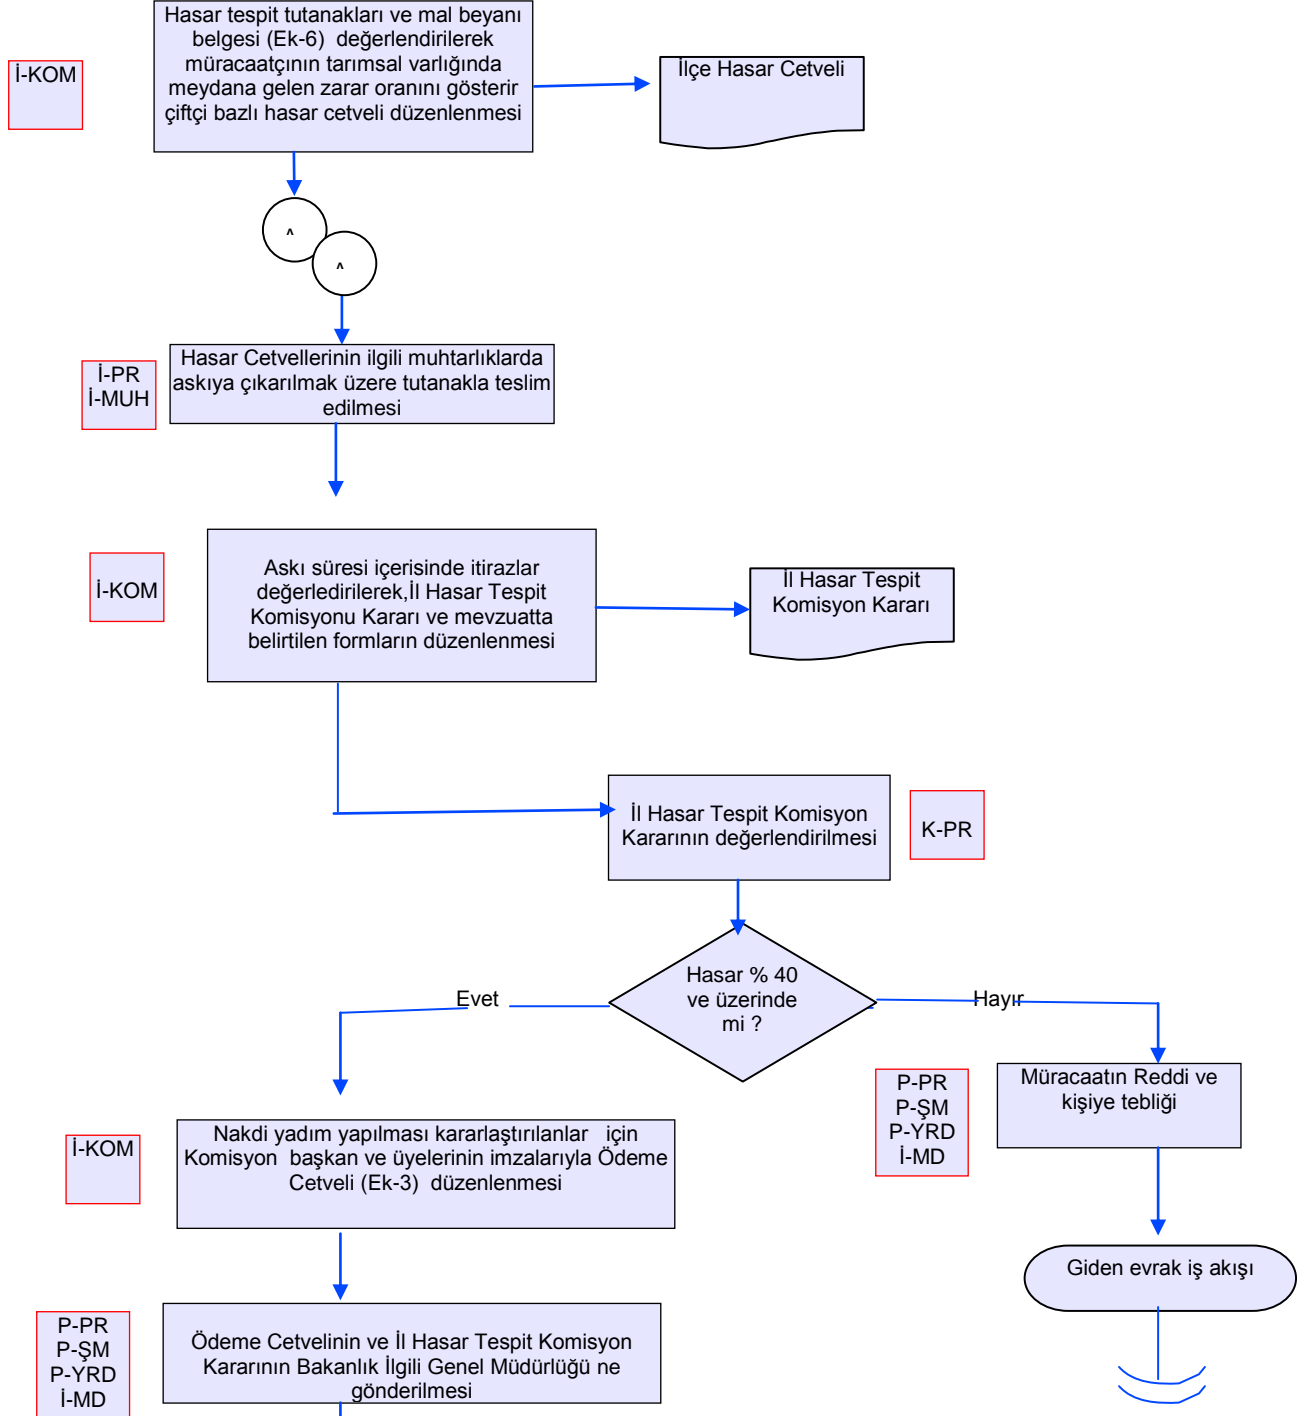 Hasar tespit tutanakları ve mal beyanı
belgesi (Ek-6)  değerlendirilerek
müracaatçının tarımsal varlığında
meydana gelen zarar oranını gösterir
çiftçi bazlı hasar cetveli düzenlenmesi
İ-KOM
İlçe Hasar Cetveli
^
^
İ-PR
İ-MUH
Hasar Cetvellerinin ilgili muhtarlıklarda
askıya çıkarılmak üzere tutanakla teslim
edilmesi
İ-KOM
Askı süresi içerisinde itirazlar
değerledirilerek,İl Hasar Tespit
Komisyonu Kararı ve mevzuatta
belirtilen formların düzenlenmesi
İl Hasar Tespit
Komisyon Kararı
İl Hasar Tespit Komisyon
Kararının değerlendirilmesi
K-PR
Hasar % 40
ve üzerinde
mi ?
Evet
Hayır
P-PR
P-ŞM
P-YRD
İ-MD
Müracaatın Reddi ve
kişiye tebliği
İ-KOM
Nakdi yadım yapılması kararlaştırılanlar   için
Komisyon  başkan ve üyelerinin imzalarıyla Ödeme
Cetveli (Ek-3)  düzenlenmesi
Giden evrak iş akışı
P-PR
P-ŞM
P-YRD
İ-MD
Ödeme Cetvelinin ve İl Hasar Tespit Komisyon
Kararının Bakanlık İlgili Genel Müdürlüğü ne
gönderilmesi